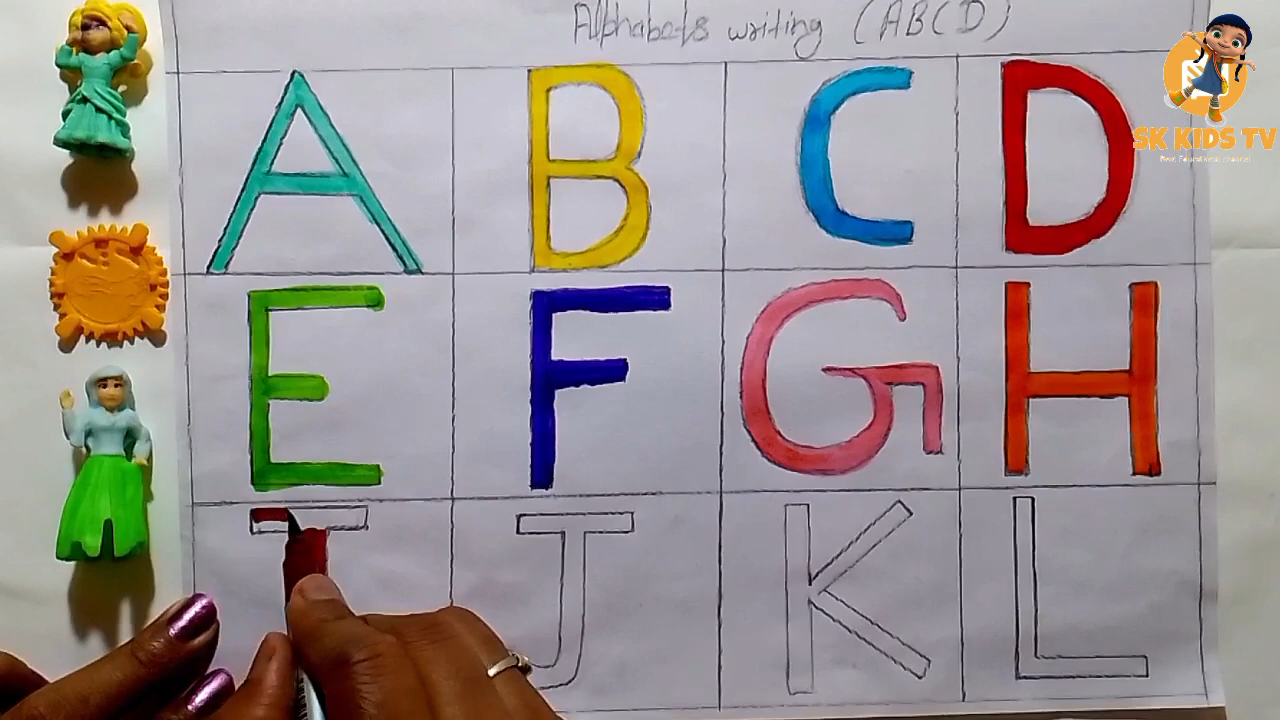 Alphabets writing (ABCD)
SK KIDS TV
A B C D
E F G H
I J K L